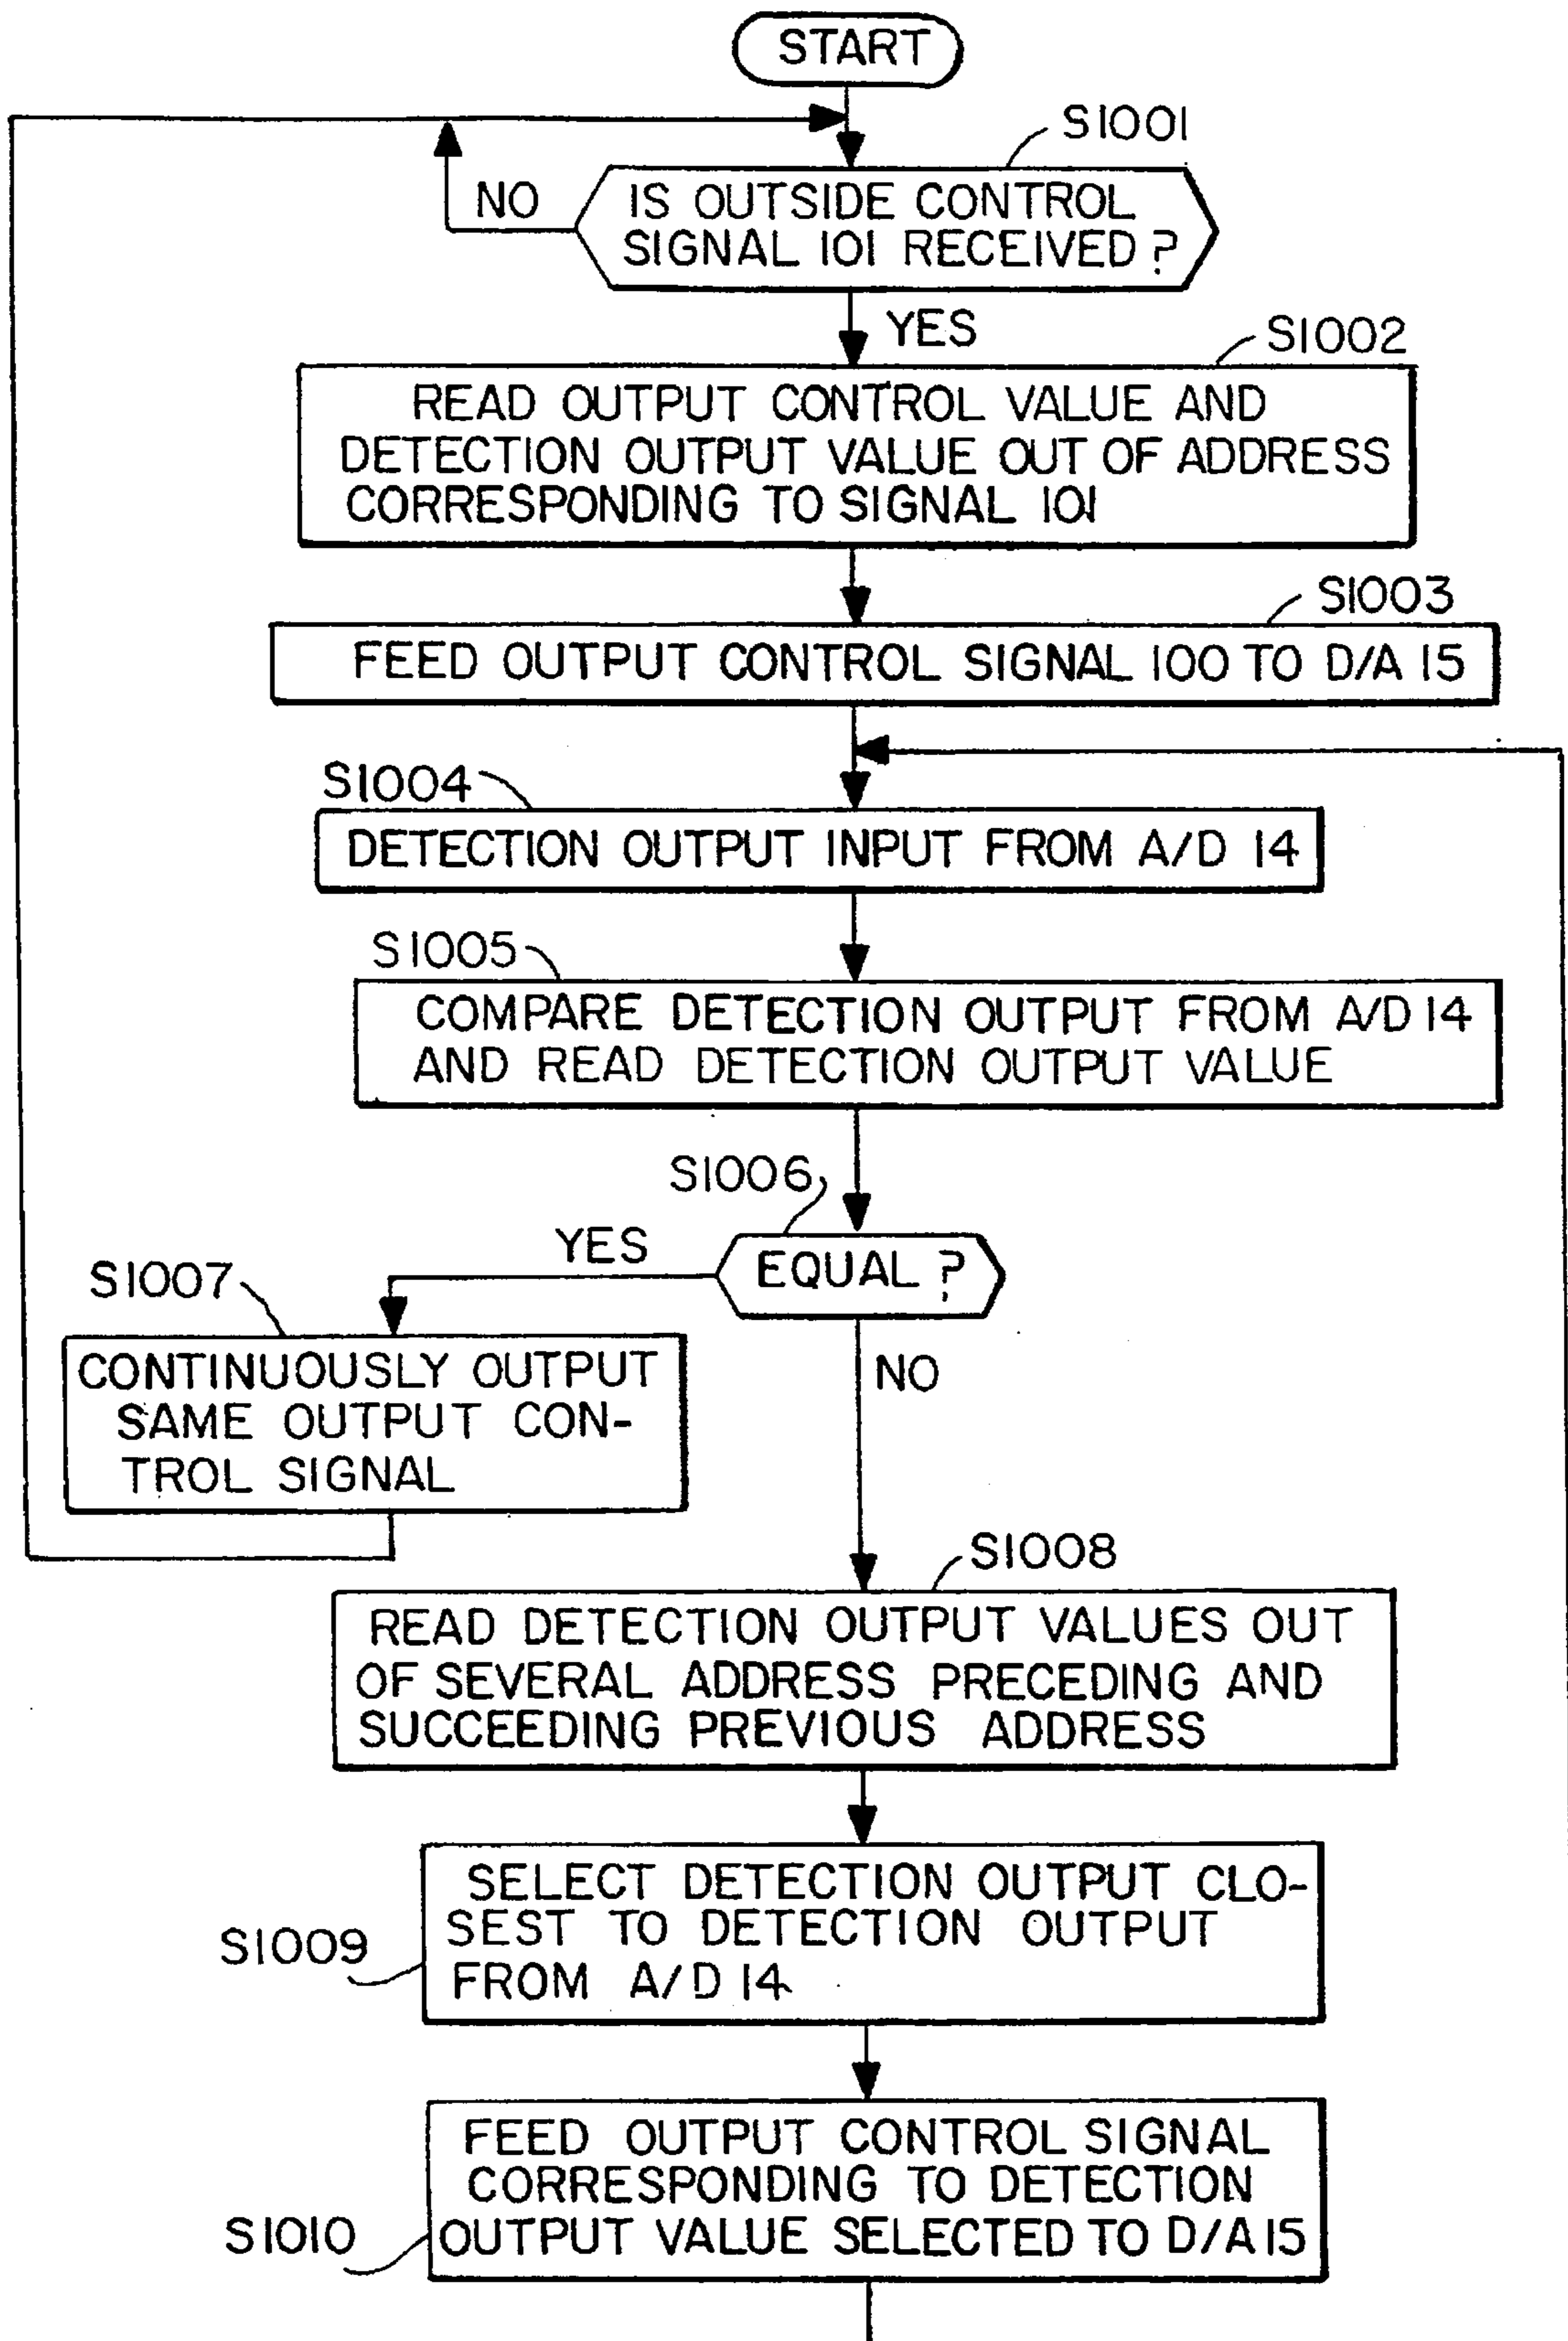 START
S1001
NO
IS OUTSIDE CONTROL
SIGNAL 101 RECEIVED?
YES
S1002
READ OUTPUT CONTROL VALUE AND
DETECTION OUTPUT VALUE OUT OF ADDRESS
CORRESPONDING TO SIGNAL 101
S1003
FEED OUTPUT CONTROL SIGNAL 100 TO D/A 15
S1004
DETECTION OUTPUT INPUT FROM A/D 14
S1005
COMPARE DETECTION OUTPUT FROM A/D 14
AND READ DETECTION OUTPUT VALUE
S1006
YES
EQUAL?
S1007
CONTINUOUSLY OUTPUT
SAME OUTPUT CON-
TROL SIGNAL
NO
S1008
READ DETECTION OUTPUT VALUES OUT
OF SEVERAL ADDRESS PRECEDING AND
SUCCEEDING PREVIOUS ADDRESS
S1009
SELECT DETECTION OUTPUT CLO-
SEST TO DETECTION OUTPUT
FROM A/D 14
S1010
FEED OUTPUT CONTROL SIGNAL
CORRESPONDING TO DETECTION
OUTPUT VALUE SELECTED TO D/A 15